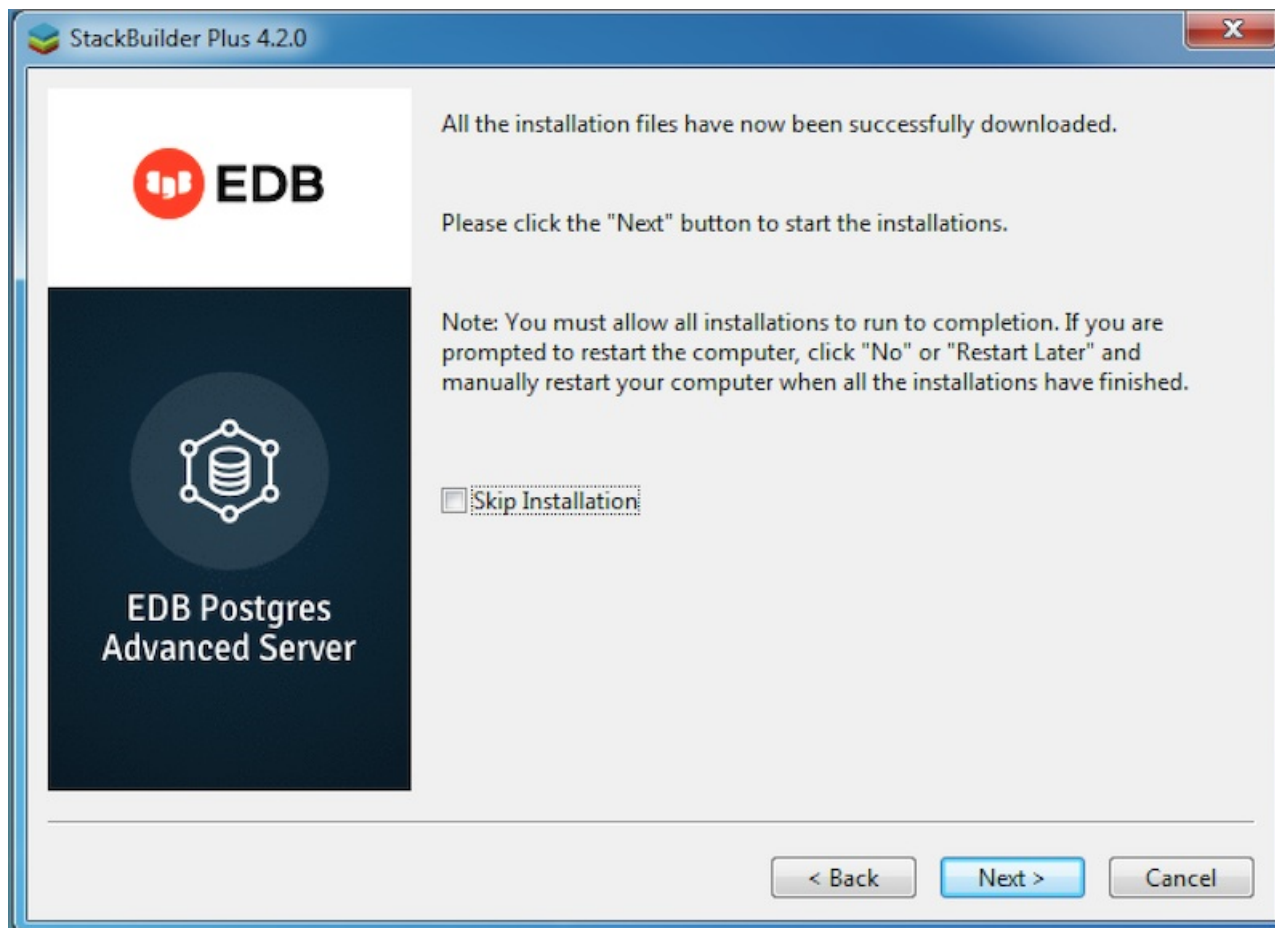 StackBuilder Plus 4.2.0
EDB
EDB Postgres
Advanced Server
All the installation files have now been successfully downloaded.
Please click the "Next" button to start the installations.
Note: You must allow all installations to run to completion. If you are
prompted to restart the computer, click "No" or "Restart Later" and
manually restart your computer when all the installations have finished.
Skip Installation
< Back
Next >
Cancel